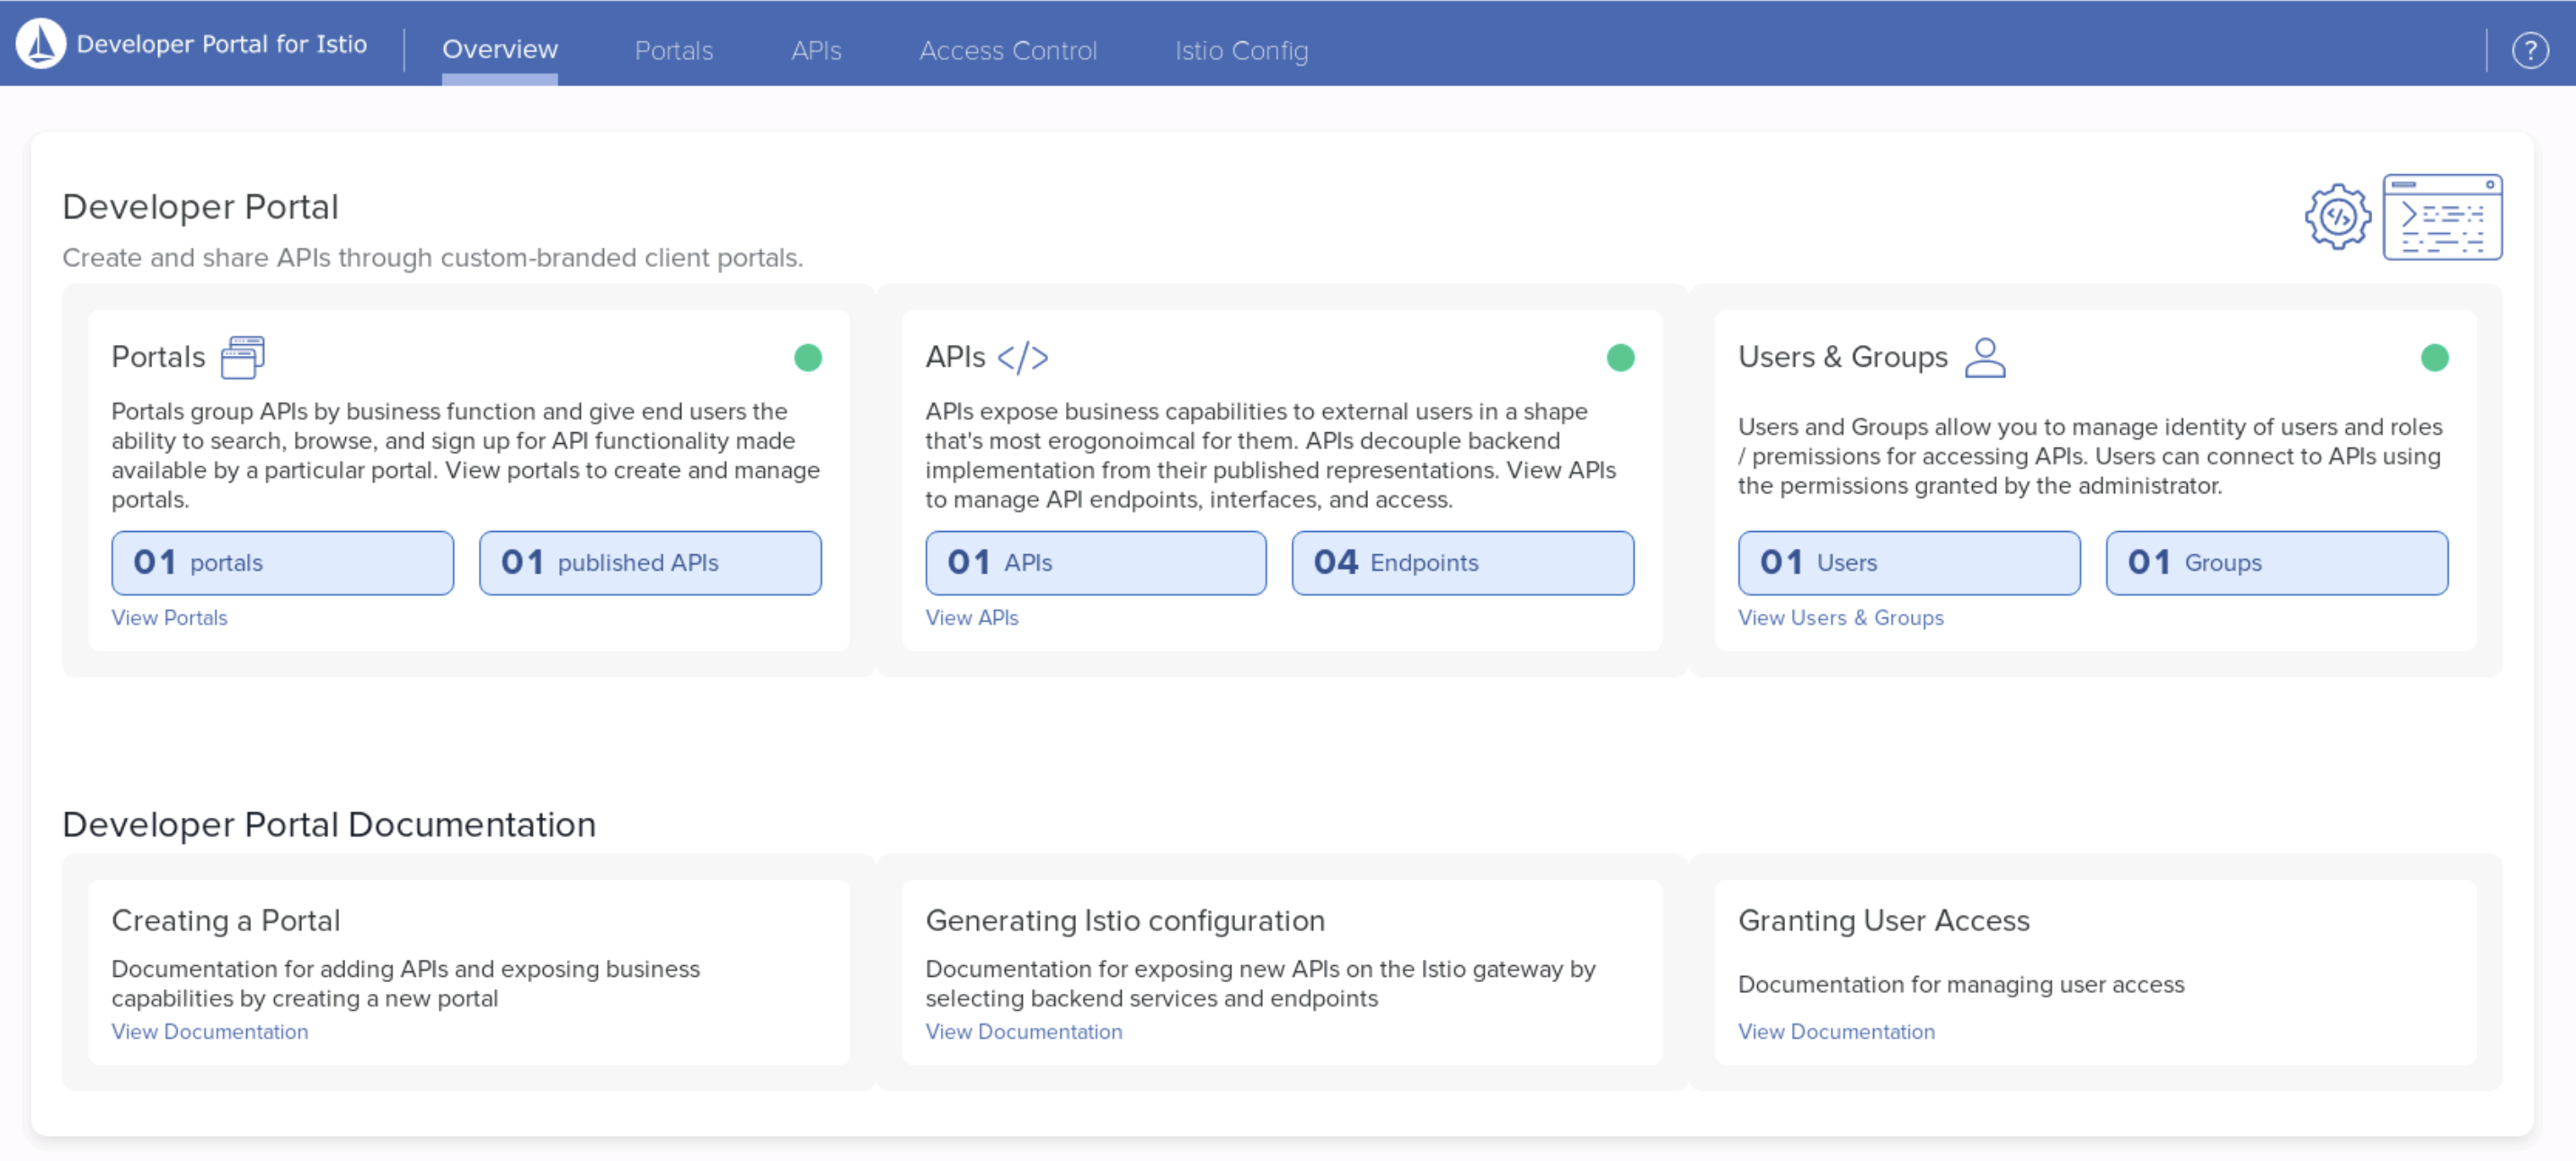 Developer Portal for Istio
Overview
Portals
APIs
Access Control
Istio Config
?
Developer Portal
Create and share APIs through custom-branded client portals.
Portals
Portals group APIs by business function and give end users the
ability to search, browse, and sign up for API functionality made
available by a particular portal. View portals to create and manage
portals.
01 portals
01 published APIs
View Portals
APIs </>
APIs expose business capabilities to external users in a shape
that's most erogonoimcal for them. APIs decouple backend
implementation from their published representations. View APIs
to manage API endpoints, interfaces, and access.
01 APIs
04 Endpoints
View APIs
Users & Groups
Users and Groups allow you to manage identity of users and roles
/ premissions for accessing APIs. Users can connect to APIs using
the permissions granted by the administrator.
01 Users
01 Groups
View Users & Groups
Developer Portal Documentation
Creating a Portal
Documentation for adding APIs and exposing business
capabilities by creating a new portal
View Documentation
Generating Istio configuration
Documentation for exposing new APIs on the Istio gateway by
selecting backend services and endpoints
View Documentation
Granting User Access
Documentation for managing user access
View Documentation